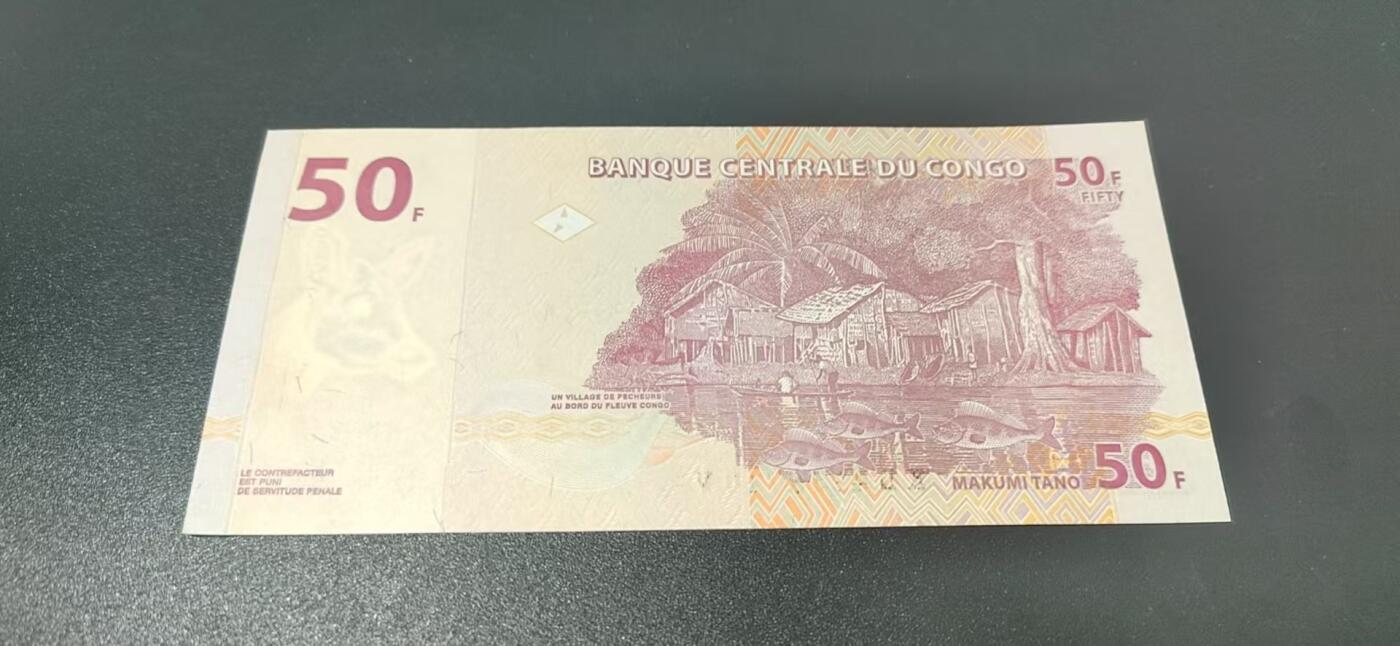 50F
BANQUE CENTRALE DU CONGO
50F
FIFTY
UN VILLAGE DE PECHEURS
AU BORD DU FLEUVE CONGO
LE CONTREFACTEUR
EST PUNI
DE SERVITUDE PENALE
MAKUMI TANO
50F